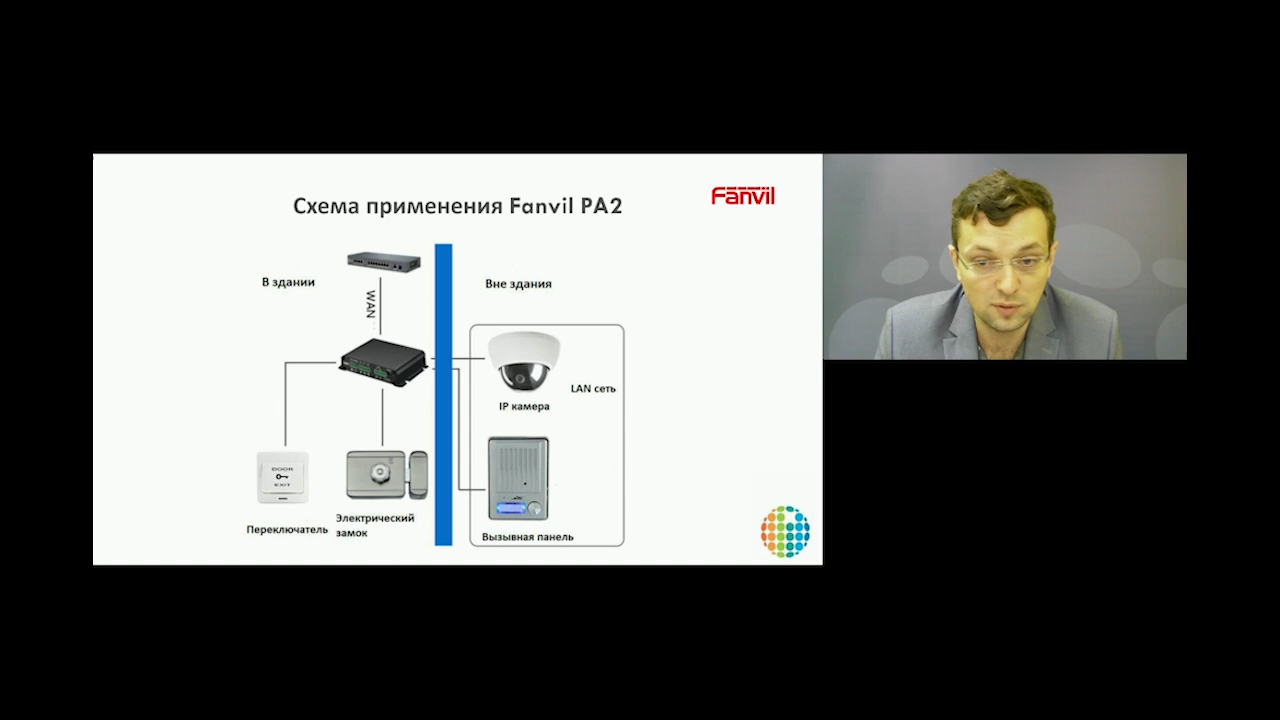 Схема применения Fanvil PA2
Fanvil
В здании
Вне здания
WAN
LAN сеть
IP камера
DOOR
EXIT
Переключатель
Электрический
замок
Вызывная панель